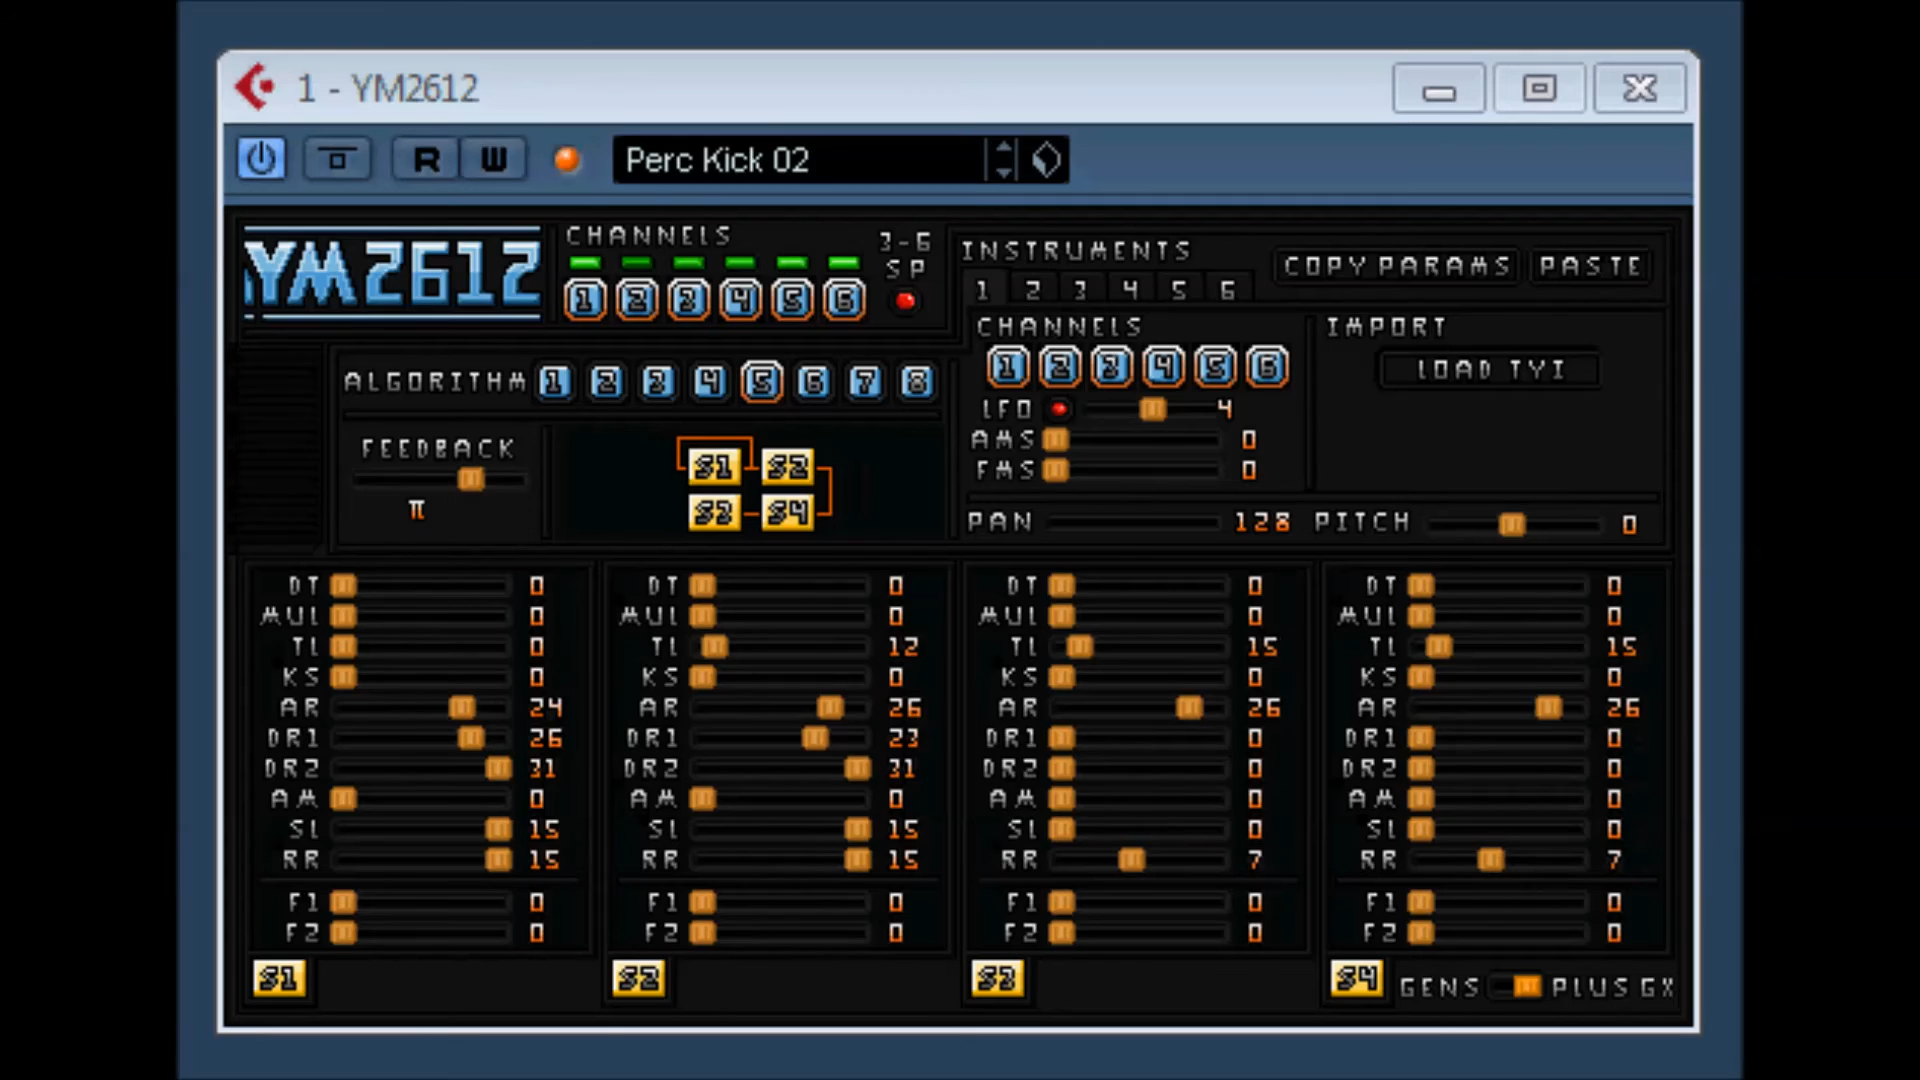 1 - YM2612
R W Perc Kick 02
YM2612
CHANNELS
1 2 3 4 5 6
3-6
SP
INSTRUMENTS
1 2 3 4 5 6
COPY PARAMS PASTE
CHANNELS
1 2 3 4 5 6
LFO 4
AMS 0
FMS 0
IMPORT
LOAD TYI
ALGORITHM 1 2 3 4 5 6 7 8
FEEDBACK
π
S1 S2
S3 S4
PAN 128 PITCH 0
DT 0 DT 0 DT 0 DT 0
MUL 0 MUL 0 MUL 0 MUL 0
TL 0 TL 12 TL 15 TL 15
KS 0 KS 0 KS 0 KS 0
AR 24 AR 26 AR 26 AR 26
DR1 26 DR1 23 DR1 0 DR1 0
DR2 31 DR2 31 DR2 0 DR2 0
AM 0 AM 0 AM 0 AM 0
SL 15 SL 15 SL 0 SL 0
RR 15 RR 15 RR 7 RR 7
F1 0 F1 0 F1 0 F1 0
F2 0 F2 0 F2 0 F2 0
S1 S2 S3 S4 GENS PLUS GX